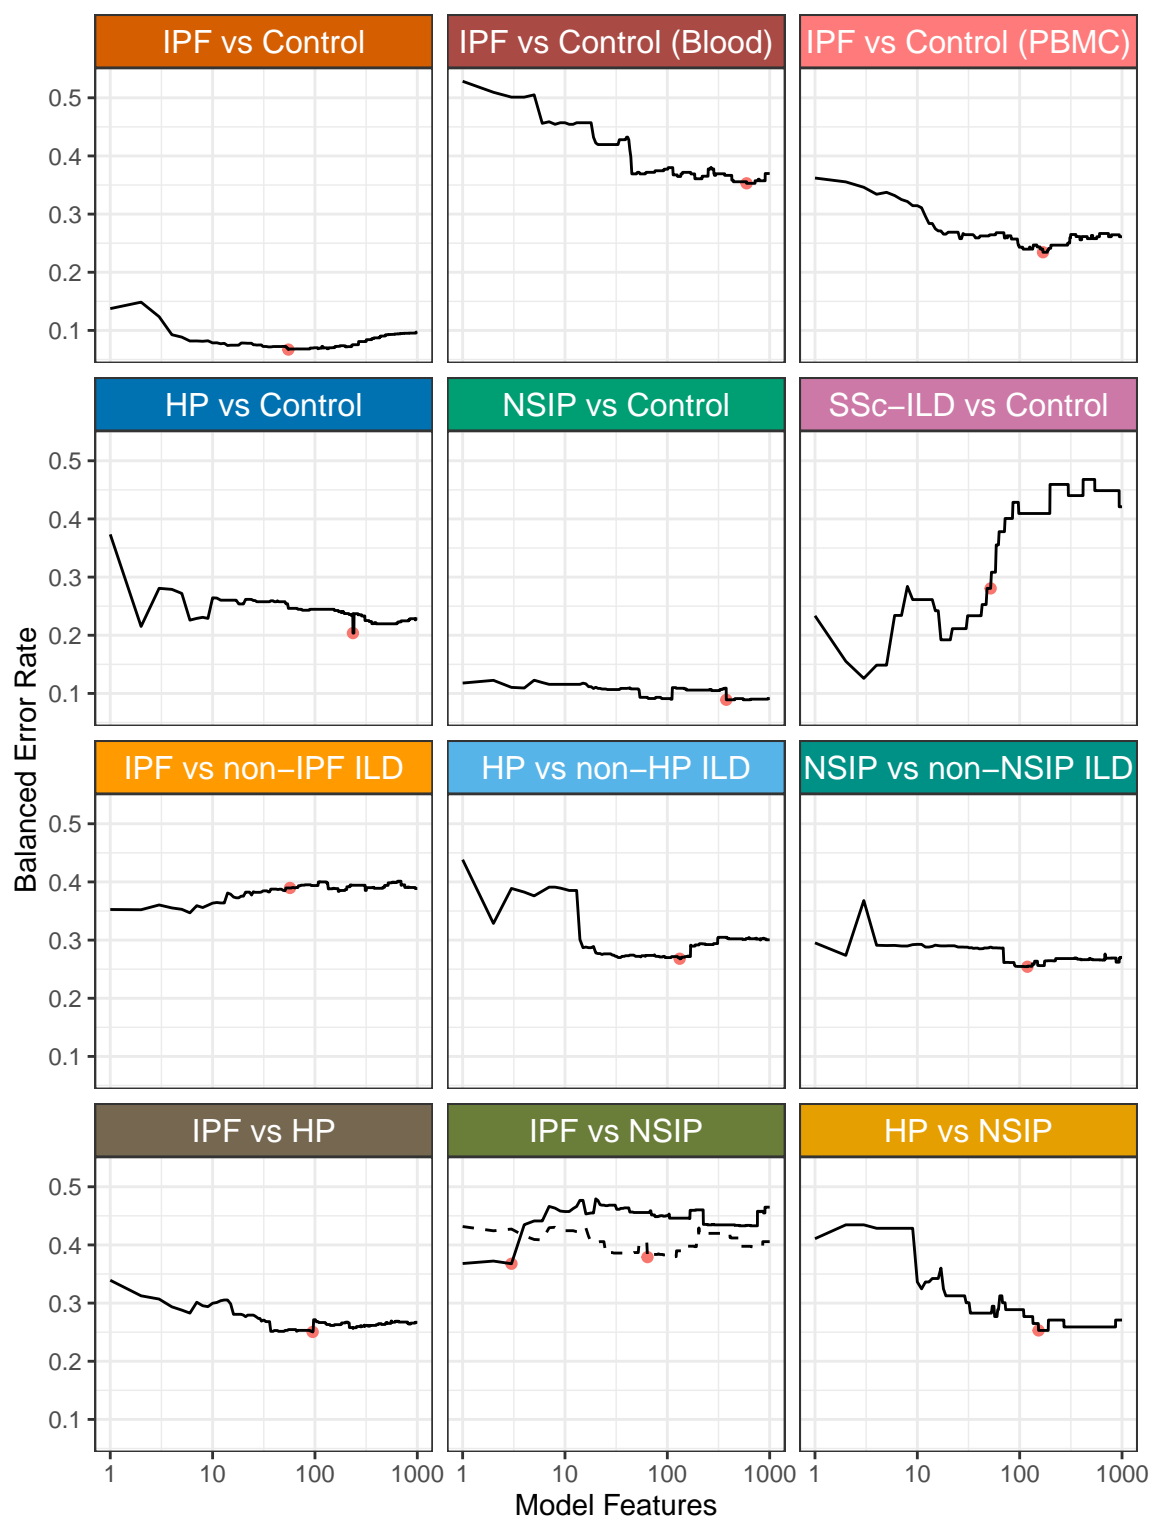 IPF vs Control
IPF vs Control (Blood)
IPF vs Control (PBMC)
0.5
0.4
0.3
0.2
0.1
HP vs Control
NSIP vs Control
SSc−ILD vs Control
0.5
0.4
0.3
0.2
0.1
IPF vs non−IPF ILD
HP vs non−HP ILD
NSIP vs non−NSIP ILD
0.5
0.4
0.3
0.2
0.1
IPF vs HP
IPF vs NSIP
HP vs NSIP
0.5
0.4
0.3
0.2
0.1
1 10 100 1000
1 10 100 1000
1 10 100 1000
Model Features
Balanced Error Rate